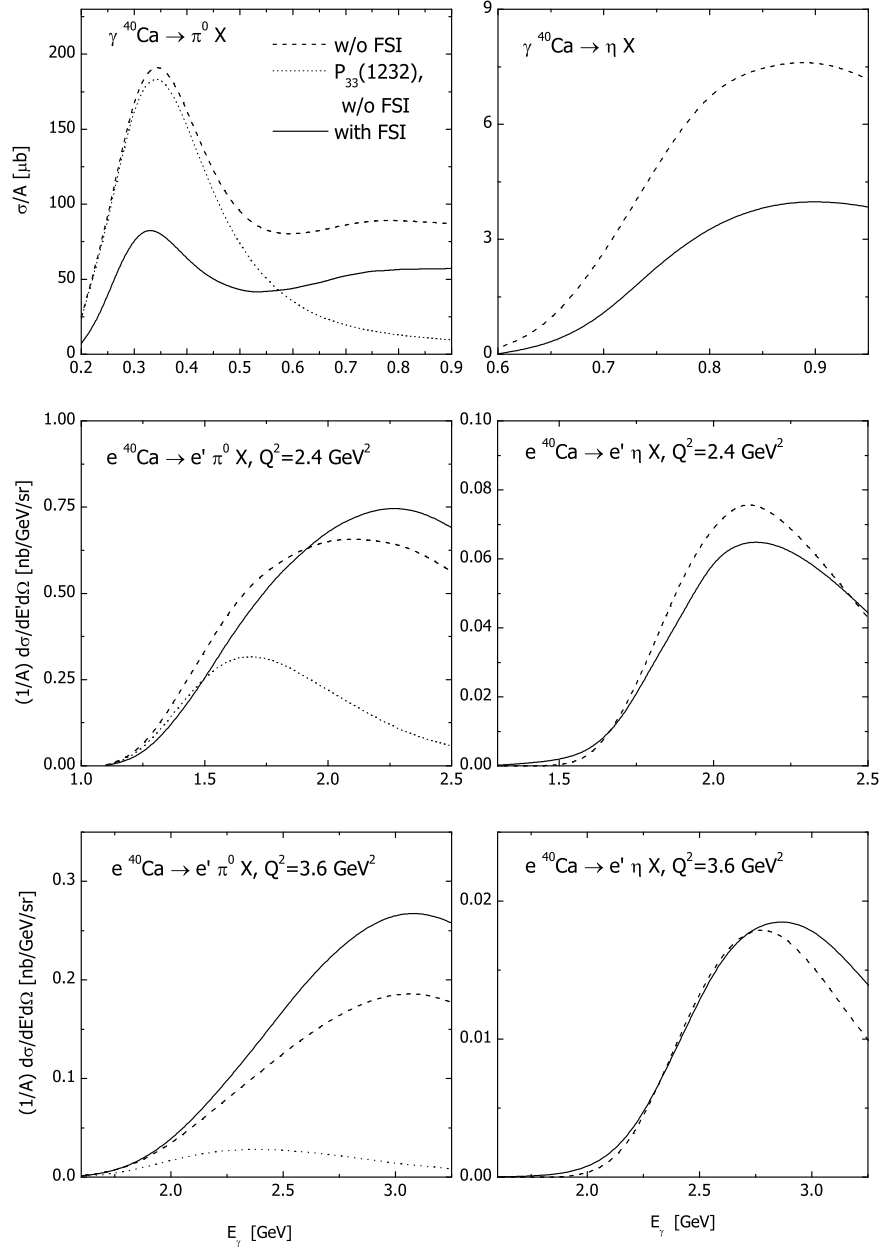 γ ⁴⁰Ca → π⁰ X
w/o FSI
P₃₃(1232),
w/o FSI
with FSI
σ/A [μb]
200
150
100
50
0
0.2 0.3 0.4 0.5 0.6 0.7 0.8 0.9
γ ⁴⁰Ca → η X
9
6
3
0
0.6 0.7 0.8 0.9
e ⁴⁰Ca → e' π⁰ X, Q²=2.4 GeV²
(1/A) dσ/dE'dΩ [nb/GeV/sr]
1.00
0.75
0.50
0.25
0.00
1.0 1.5 2.0 2.5
e ⁴⁰Ca → e' η X, Q²=2.4 GeV²
0.10
0.08
0.06
0.04
0.02
0.00
1.5 2.0 2.5
e ⁴⁰Ca → e' π⁰ X, Q²=3.6 GeV²
(1/A) dσ/dE'dΩ [nb/GeV/sr]
0.3
0.2
0.1
0.0
2.0 2.5 3.0
E_γ [GeV]
e ⁴⁰Ca → e' η X, Q²=3.6 GeV²
0.02
0.01
0.00
2.0 2.5 3.0
E_γ [GeV]